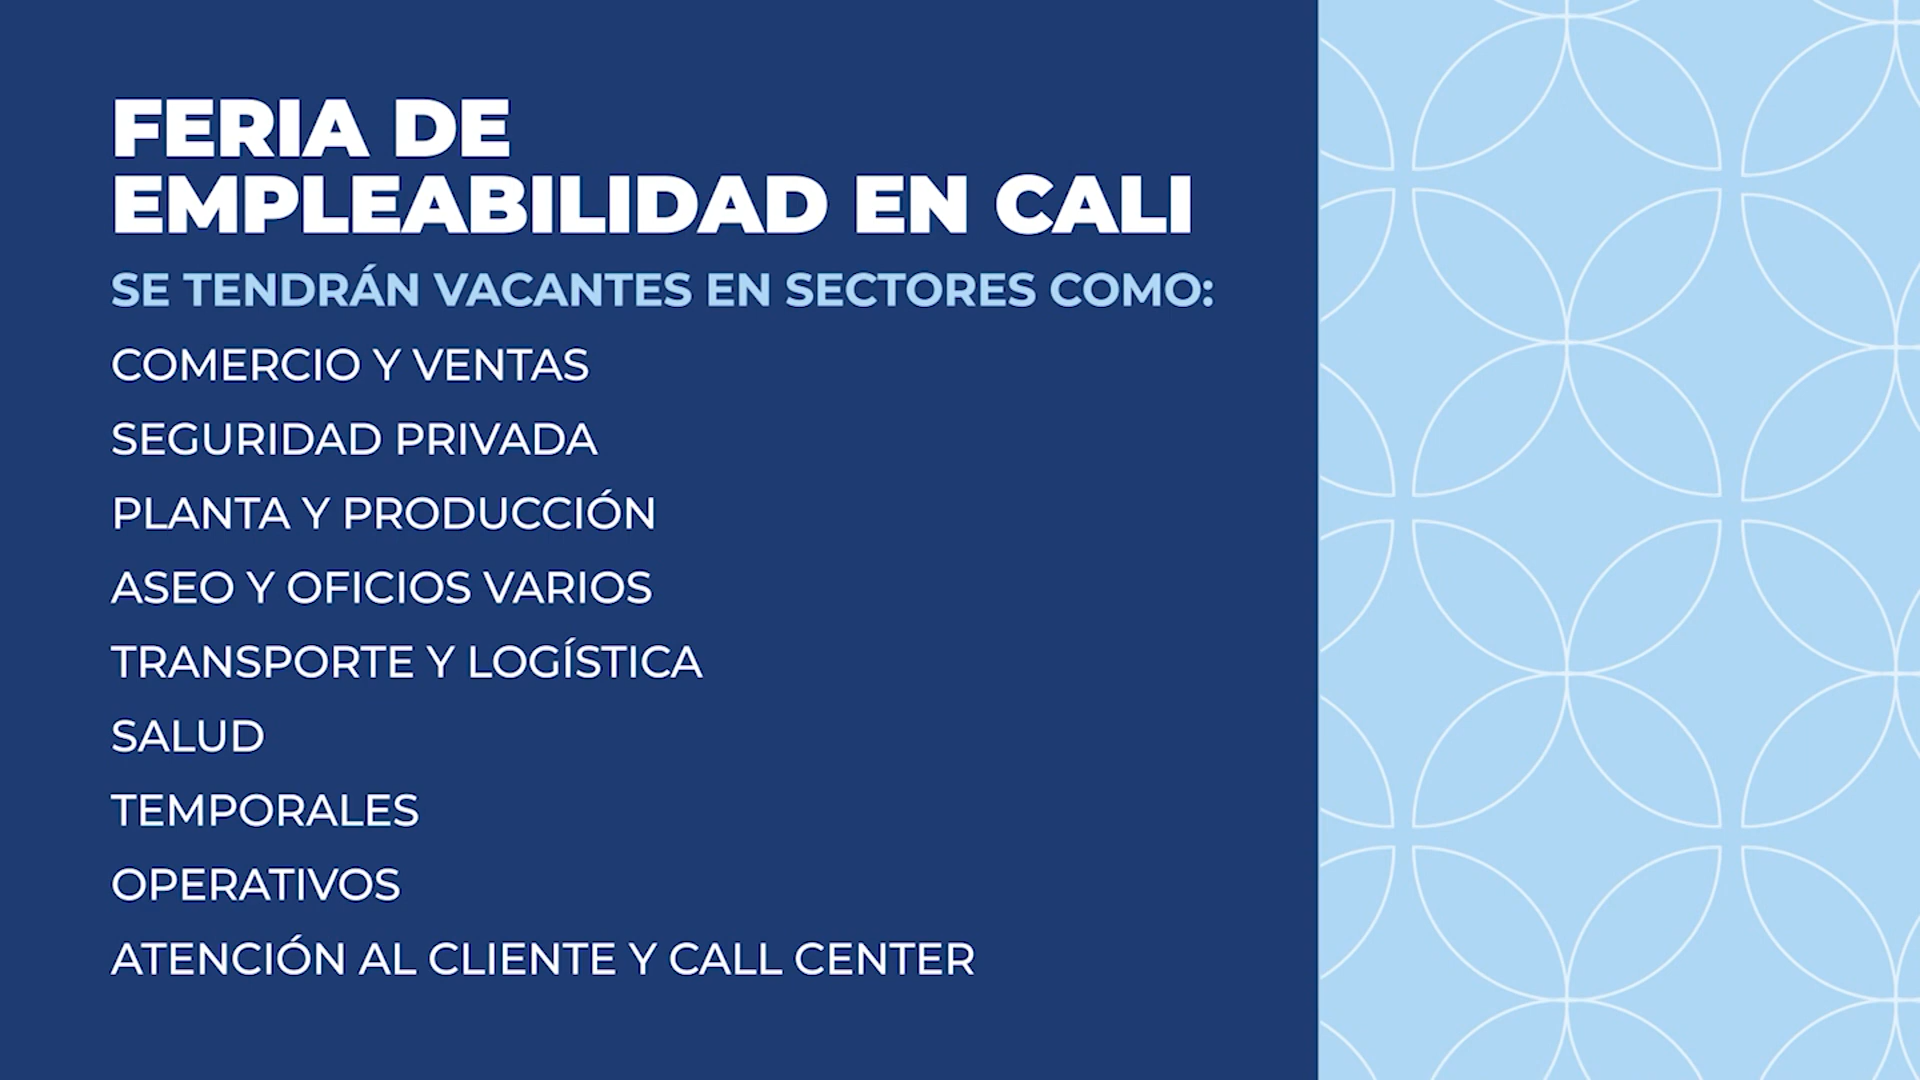 FERIA DE
EMPLEABILIDAD EN CALI
SE TENDRÁN VACANTES EN SECTORES COMO:
COMERCIO Y VENTAS
SEGURIDAD PRIVADA
PLANTA Y PRODUCCIÓN
ASEO Y OFICIOS VARIOS
TRANSPORTE Y LOGÍSTICA
SALUD
TEMPORALES
OPERATIVOS
ATENCIÓN AL CLIENTE Y CALL CENTER